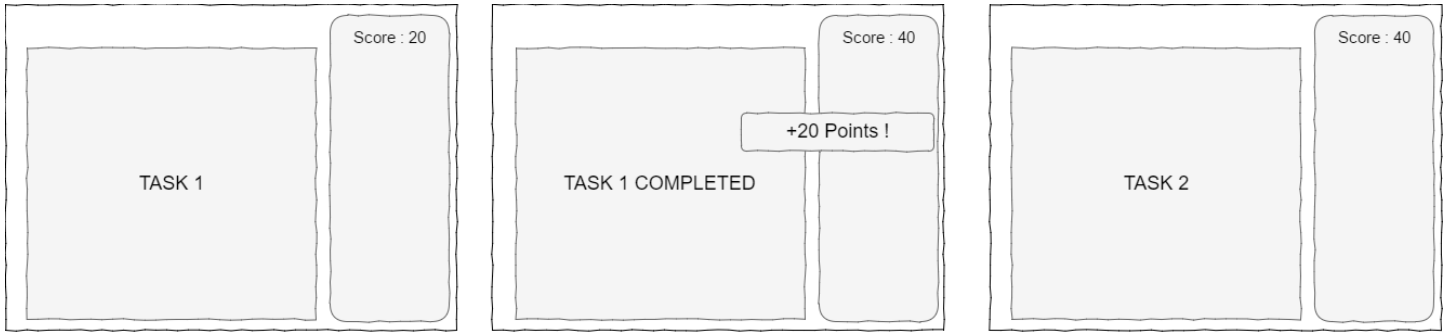 Score : 20
TASK 1
Score : 40
+20 Points !
TASK 1 COMPLETED
Score : 40
TASK 2